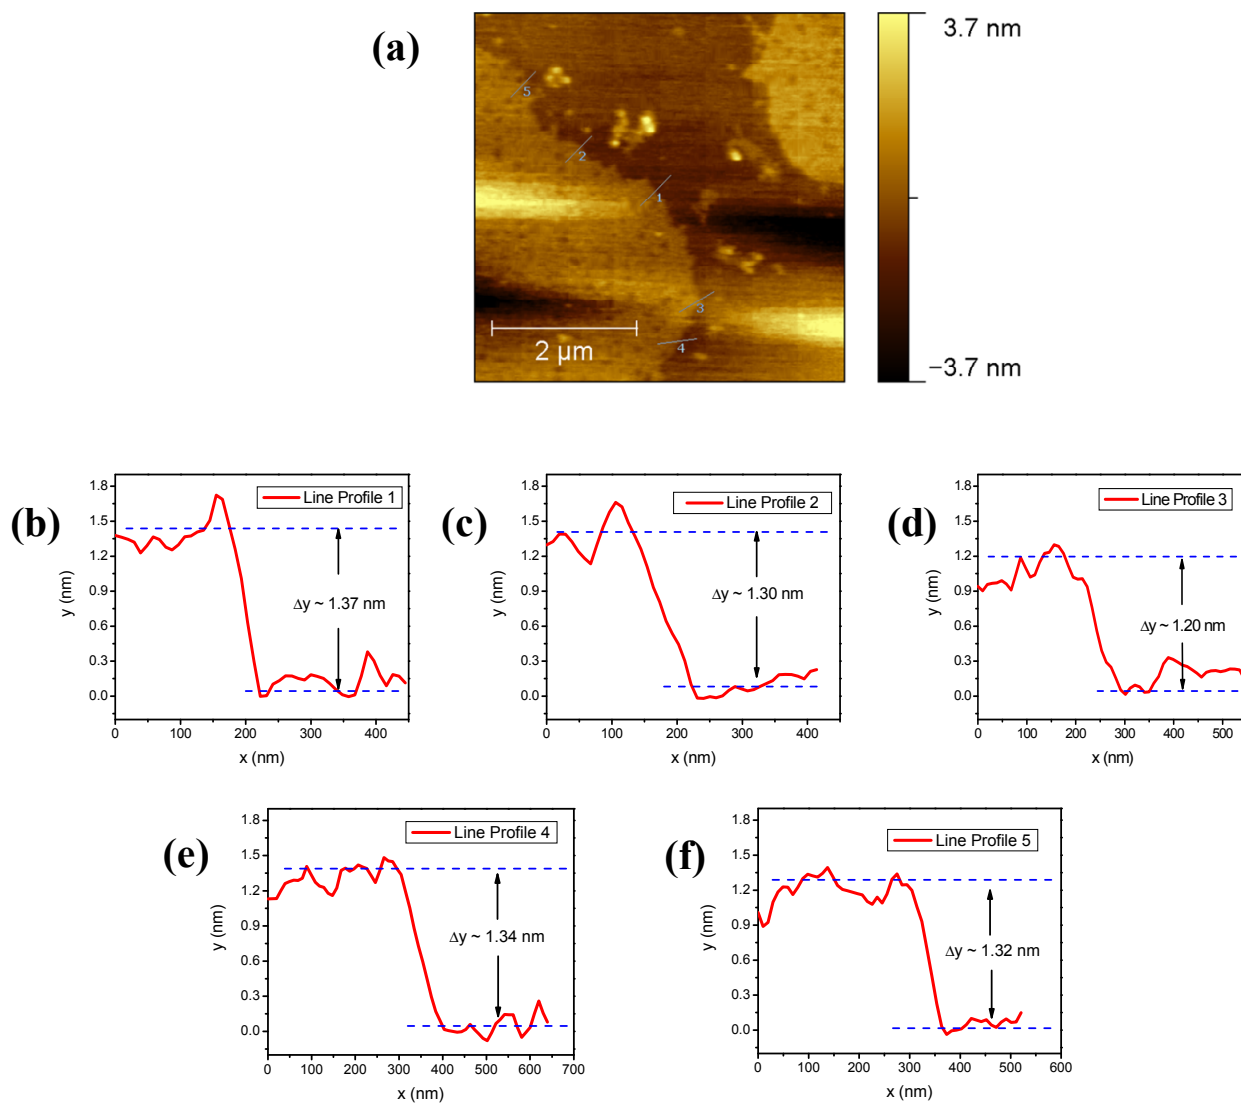 (a)
3.7 nm
−3.7 nm
5
2
1
3
4
2 µm
(b)
Line Profile 1
Δy ~ 1.37 nm
y (nm)
1.8
1.5
1.2
0.9
0.6
0.3
0.0
0 100 200 300 400
x (nm)
(c)
Line Profile 2
Δy ~ 1.30 nm
y (nm)
1.8
1.5
1.2
0.9
0.6
0.3
0.0
0 100 200 300 400
x (nm)
(d)
Line Profile 3
Δy ~ 1.20 nm
y (nm)
1.8
1.5
1.2
0.9
0.6
0.3
0.0
0 100 200 300 400 500
x (nm)
(e)
Line Profile 4
Δy ~ 1.34 nm
y (nm)
1.8
1.5
1.2
0.9
0.6
0.3
0.0
0 100 200 300 400 500 600 700
x (nm)
(f)
Line Profile 5
Δy ~ 1.32 nm
y (nm)
1.8
1.5
1.2
0.9
0.6
0.3
0.0
0 100 200 300 400 500 600
x (nm)